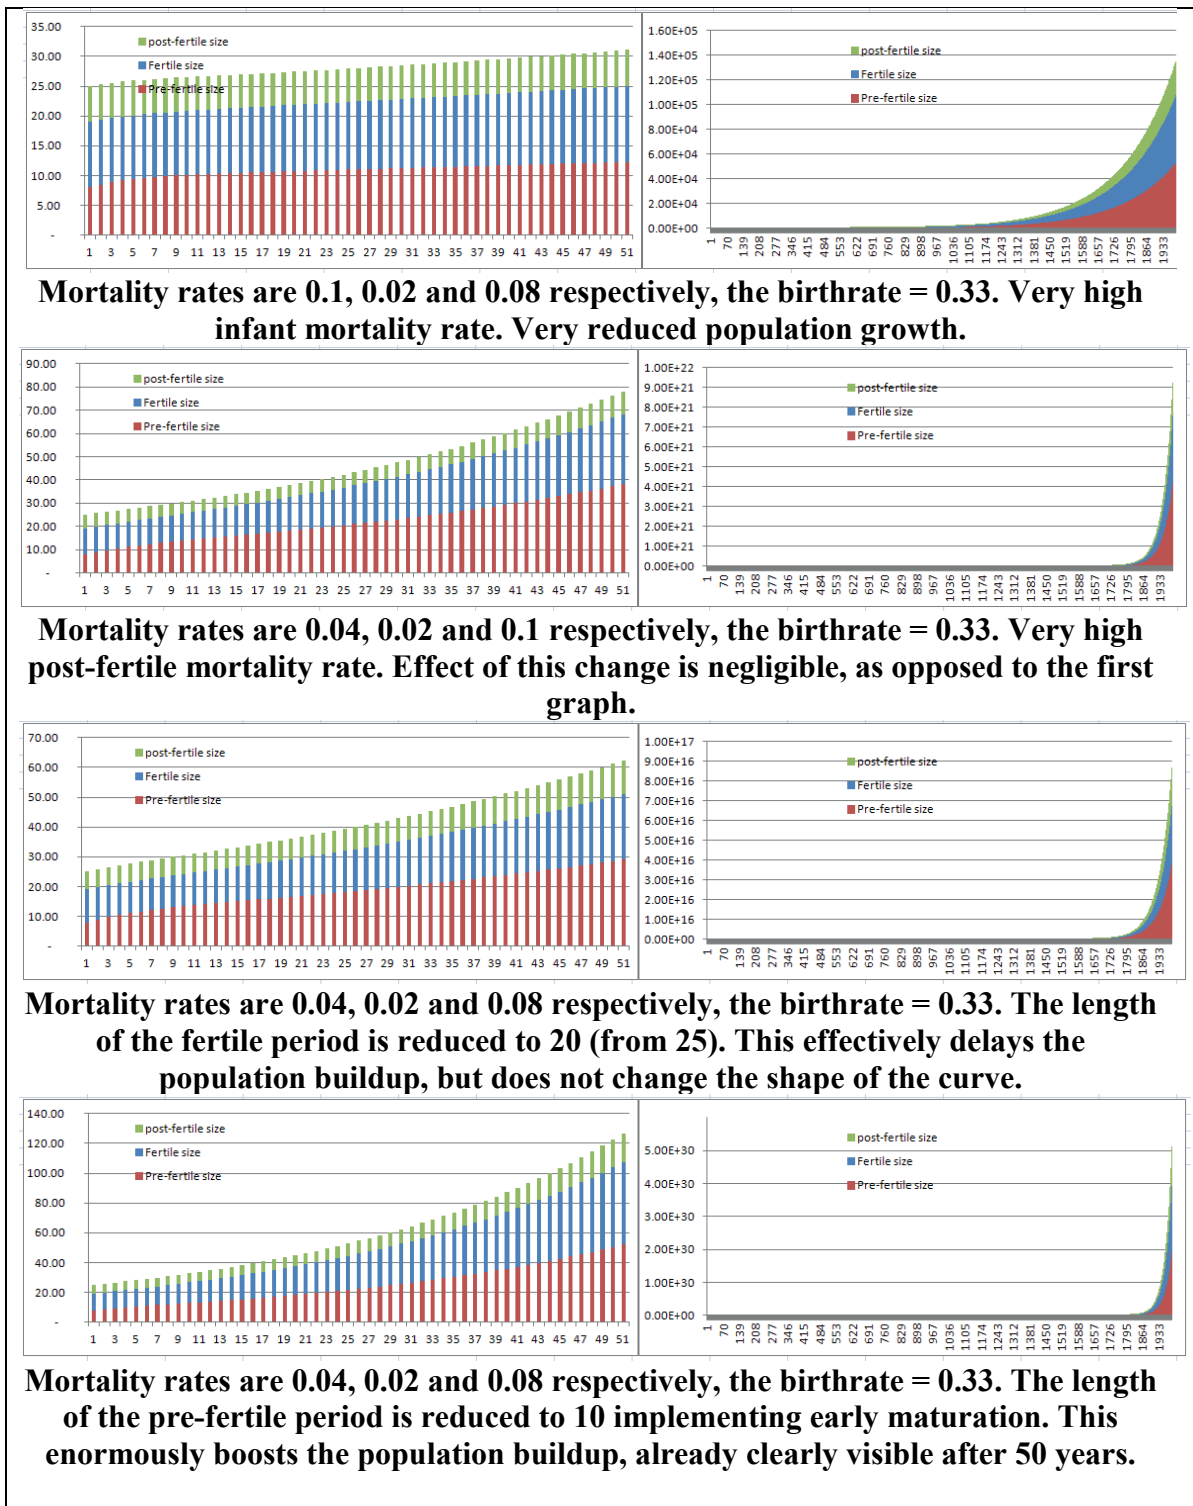 35.00
30.00
25.00
20.00
15.00
10.00
5.00
-
post-fertile size
Fertile size
Pre-fertile size
1 3 5 7 9 11 13 15 17 19 21 23 25 27 29 31 33 35 37 39 41 43 45 47 49 51
1.60E+05
1.40E+05
1.20E+05
1.00E+05
8.00E+04
6.00E+04
4.00E+04
2.00E+04
0.00E+00
post-fertile size
Fertile size
Pre-fertile size
1 70 139 208 277 346 415 484 553 622 691 760 829 898 967 1036 1105 1174 1243 1312 1381 1450 1519 1588 1657 1726 1795 1864 1933
Mortality rates are 0.1, 0.02 and 0.08 respectively, the birthrate = 0.33. Very high
infant mortality rate. Very reduced population growth.
90.00
80.00
70.00
60.00
50.00
40.00
30.00
20.00
10.00
-
post-fertile size
Fertile size
Pre-fertile size
1 3 5 7 9 11 13 15 17 19 21 23 25 27 29 31 33 35 37 39 41 43 45 47 49 51
1.00E+22
9.00E+21
8.00E+21
7.00E+21
6.00E+21
5.00E+21
4.00E+21
3.00E+21
2.00E+21
1.00E+21
0.00E+00
post-fertile size
Fertile size
Pre-fertile size
1 70 139 208 277 346 415 484 553 622 691 760 829 898 967 1036 1105 1174 1243 1312 1381 1450 1519 1588 1657 1726 1795 1864 1933
Mortality rates are 0.04, 0.02 and 0.1 respectively, the birthrate = 0.33. Very high
post-fertile mortality rate. Effect of this change is negligible, as opposed to the first
graph.
70.00
60.00
50.00
40.00
30.00
20.00
10.00
-
post-fertile size
Fertile size
Pre-fertile size
1 3 5 7 9 11 13 15 17 19 21 23 25 27 29 31 33 35 37 39 41 43 45 47 49 51
1.00E+17
9.00E+16
8.00E+16
7.00E+16
6.00E+16
5.00E+16
4.00E+16
3.00E+16
2.00E+16
1.00E+16
0.00E+00
post-fertile size
Fertile size
Pre-fertile size
1 70 139 208 277 346 415 484 553 622 691 760 829 898 967 1036 1105 1174 1243 1312 1381 1450 1519 1588 1657 1726 1795 1864 1933
Mortality rates are 0.04, 0.02 and 0.08 respectively, the birthrate = 0.33. The length
of the fertile period is reduced to 20 (from 25). This effectively delays the
population buildup, but does not change the shape of the curve.
140.00
120.00
100.00
80.00
60.00
40.00
20.00
-
post-fertile size
Fertile size
Pre-fertile size
1 3 5 7 9 11 13 15 17 19 21 23 25 27 29 31 33 35 37 39 41 43 45 47 49 51
5.00E+30
4.00E+30
3.00E+30
2.00E+30
1.00E+30
0.00E+00
post-fertile size
Fertile size
Pre-fertile size
1 70 139 208 277 346 415 484 553 622 691 760 829 898 967 1036 1105 1174 1243 1312 1381 1450 1519 1588 1657 1726 1795 1864 1933
Mortality rates are 0.04, 0.02 and 0.08 respectively, the birthrate = 0.33. The length
of the pre-fertile period is reduced to 10 implementing early maturation. This
enormously boosts the population buildup, already clearly visible after 50 years.